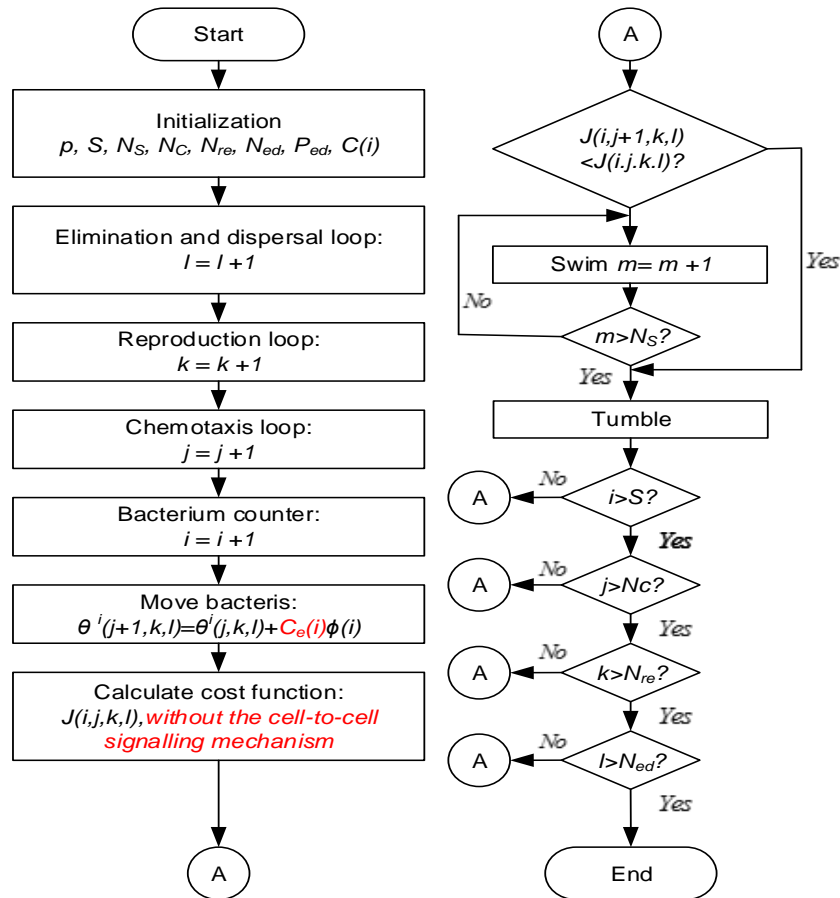 Start
Initialization
p, S, N_S, N_C, N_re, N_ed, P_ed, C(i)
Elimination and dispersal loop:
l = l +1
Reproduction loop:
k = k +1
Chemotaxis loop:
j = j +1
Bacterium counter:
i = i +1
Move bacteris:
θ^i(j+1,k,l)=θ^i(j,k,l)+C_e(i)ϕ(i)
Calculate cost function:
J(i,j,k,l),without the cell-to-cell
signalling mechanism
A
A
J(i,j+1,k,l)
<J(i.j.k.l)?
Yes
Swim m= m +1
No
m>N_S?
Yes
Tumble
i>S?
No
A
Yes
j>Nc?
No
A
Yes
k>N_re?
No
A
Yes
l>N_ed?
No
A
Yes
End